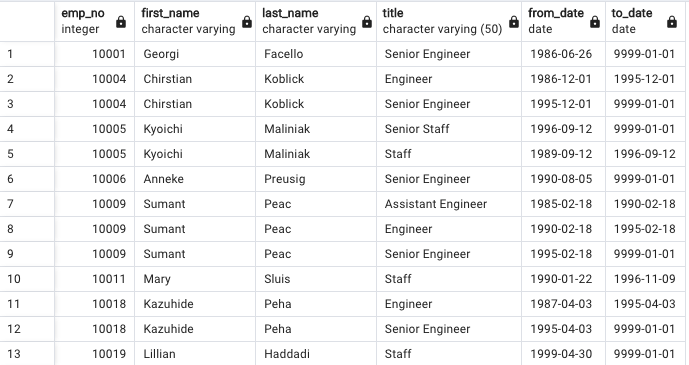 emp_no first_name last_name title from_date to_date
integer character varying character varying character varying (50) date date
1 10001 Georgi Facello Senior Engineer 1986-06-26 9999-01-01
2 10004 Chirstian Koblick Engineer 1986-12-01 1995-12-01
3 10004 Chirstian Koblick Senior Engineer 1995-12-01 9999-01-01
4 10005 Kyoichi Maliniak Senior Staff 1996-09-12 9999-01-01
5 10005 Kyoichi Maliniak Staff 1989-09-12 1996-09-12
6 10006 Anneke Preusig Senior Engineer 1990-08-05 9999-01-01
7 10009 Sumant Peac Assistant Engineer 1985-02-18 1990-02-18
8 10009 Sumant Peac Engineer 1990-02-18 1995-02-18
9 10009 Sumant Peac Senior Engineer 1995-02-18 9999-01-01
10 10011 Mary Sluis Staff 1990-01-22 1996-11-09
11 10018 Kazuhide Peha Engineer 1987-04-03 1995-04-03
12 10018 Kazuhide Peha Senior Engineer 1995-04-03 9999-01-01
13 10019 Lillian Haddadi Staff 1999-04-30 9999-01-01